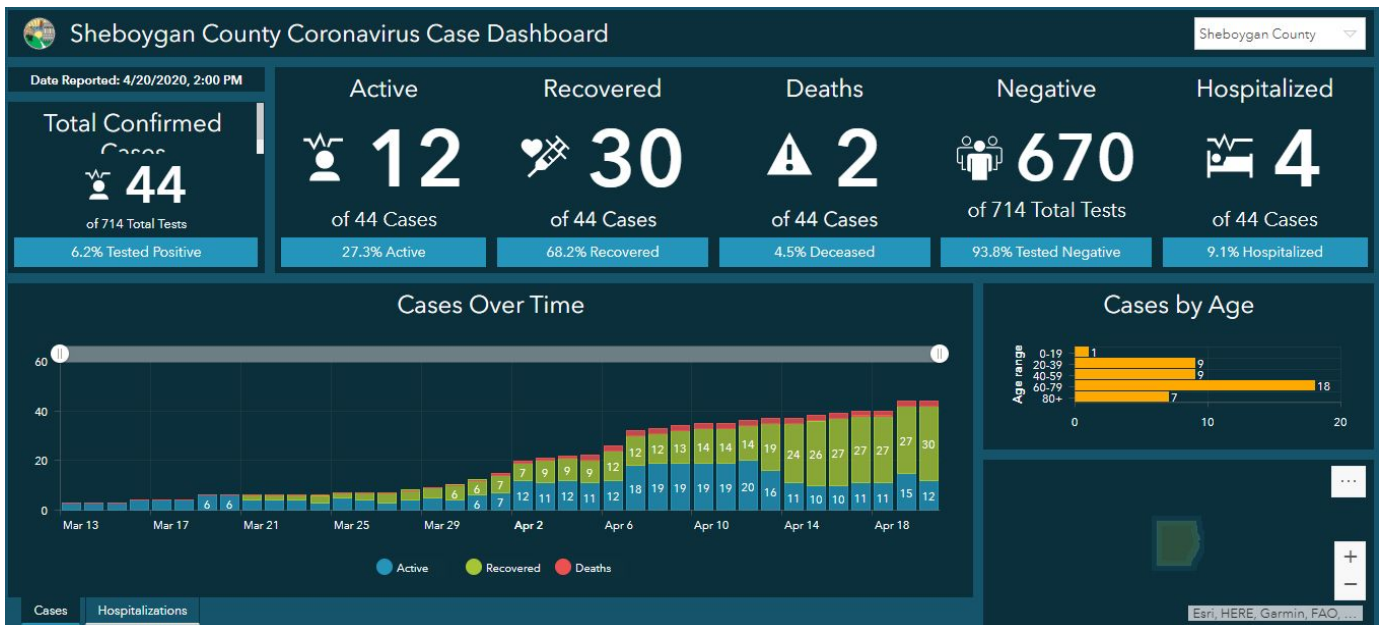 Sheboygan County Coronavirus Case Dashboard
Sheboygan County
Date Reported: 4/20/2020, 2:00 PM
Total Confirmed
Cases
44
of 714 Total Tests
6.2% Tested Positive
Active
12
of 44 Cases
27.3% Active
Recovered
30
of 44 Cases
68.2% Recovered
Deaths
2
of 44 Cases
4.5% Deceased
Negative
670
of 714 Total Tests
93.8% Tested Negative
Hospitalized
4
of 44 Cases
9.1% Hospitalized
Cases Over Time
60
40
20
0
6 6 6 7 12 11 12 11 12 18 19 19 19 19 20 16 11 10 10 11 11 15 12
6 6 7 7 9 9 9 12 12 12 13 14 14 14 19 24 26 27 27 27 27 30
Mar 13 Mar 17 Mar 21 Mar 25 Mar 29 Apr 2 Apr 6 Apr 10 Apr 14 Apr 18
Active Recovered Deaths
Cases Hospitalizations
Cases by Age
Age range
0-19 1
20-39 9
40-59 9
60-79 18
80+ 7
0 10 20
...
+
−
Esri, HERE, Garmin, FAO, ...